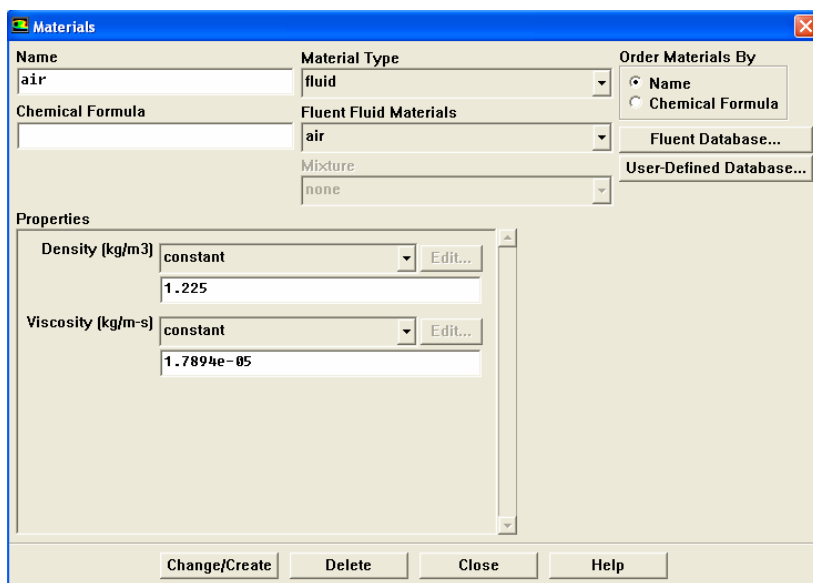 Materials
Name
air
Chemical Formula
Material Type
fluid
Fluent Fluid Materials
air
Mixture
none
Order Materials By
Name
Chemical Formula
Fluent Database...
User-Defined Database...
Properties
Density (kg/m3) constant Edit...
1.225
Viscosity (kg/m-s) constant Edit...
1.7894e-05
Change/Create Delete Close Help